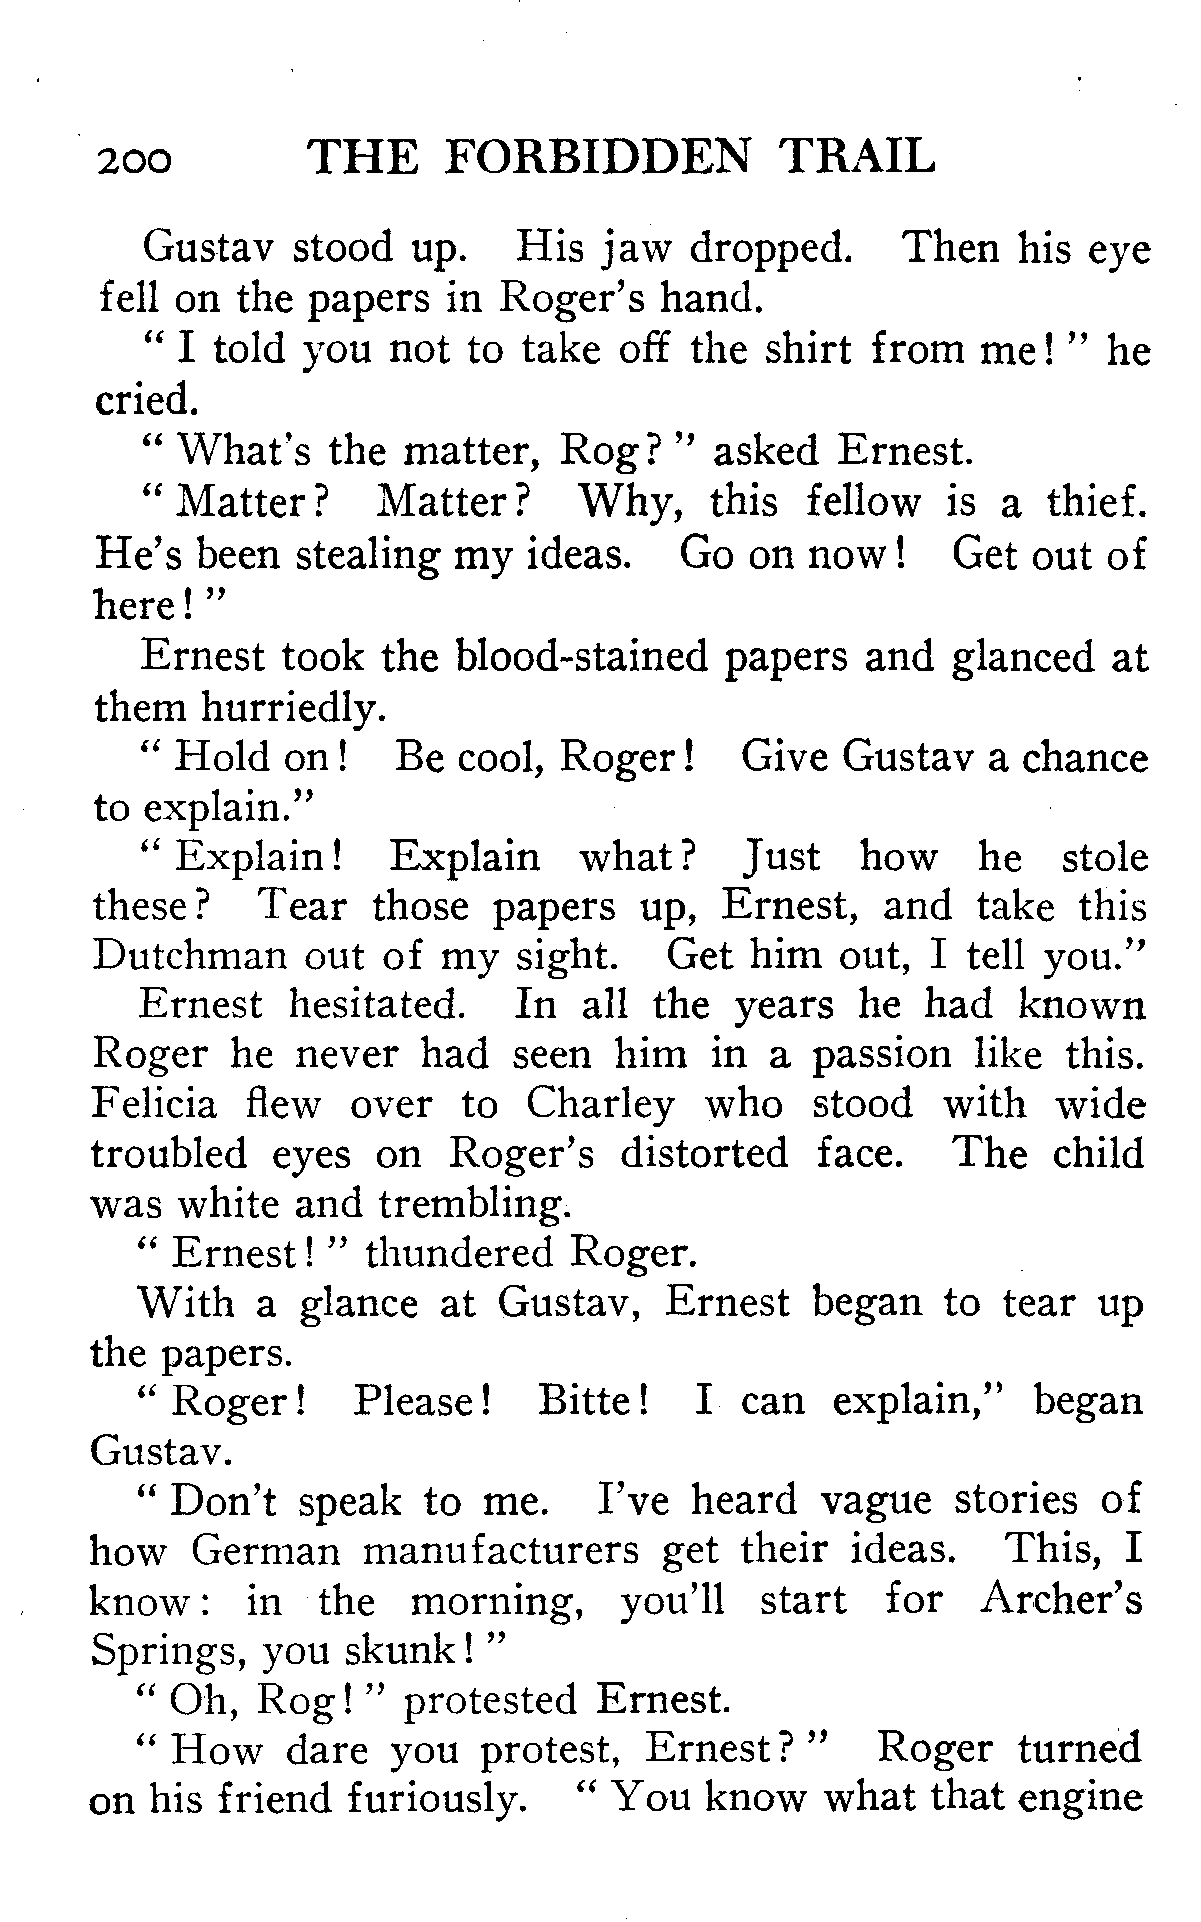 200 THE FORBIDDEN TRAIL
Gustav stood up. His jaw dropped. Then his eye
fell on the papers in Roger's hand.
" I told you not to take off the shirt from me! " he
cried.
" What's the matter, Rog? " asked Ernest.
" Matter? Matter? Why, this fellow is a thief.
He's been stealing my ideas. Go on now! Get out of
here! "
Ernest took the blood-stained papers and glanced at
them hurriedly.
" Hold on! Be cool, Roger! Give Gustav a chance
to explain."
" Explain! Explain what? Just how he stole
these? Tear those papers up, Ernest, and take this
Dutchman out of my sight. Get him out, I tell you."
Ernest hesitated. In all the years he had known
Roger he never had seen him in a passion like this.
Felicia flew over to Charley who stood with wide
troubled eyes on Roger's distorted face. The child
was white and trembling.
" Ernest! " thundered Roger.
With a glance at Gustav, Ernest began to tear up
the papers.
" Roger! Please! Bitte! I can explain," began
Gustav.
" Don't speak to me. I've heard vague stories of
how German manufacturers get their ideas. This, I
know: in the morning, you'll start for Archer's
Springs, you skunk! "
" Oh, Rog! " protested Ernest.
" How dare you protest, Ernest? " Roger turned
on his friend furiously. " You know what that engine